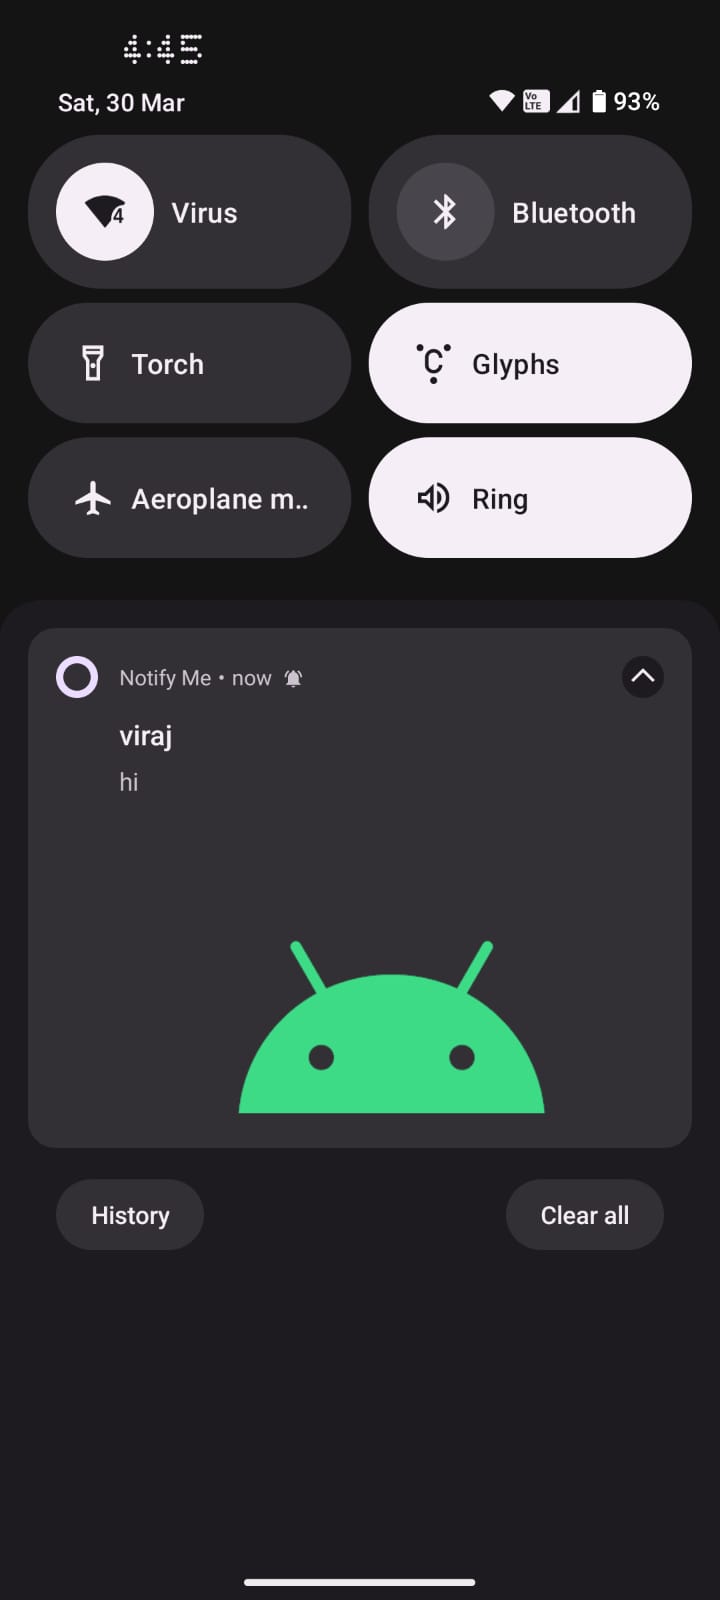 4:45
Sat, 30 Mar
Vo LTE 93%
4 Virus
Bluetooth
Torch
Glyphs
Aeroplane m..
Ring
Notify Me • now
viraj
hi
History
Clear all